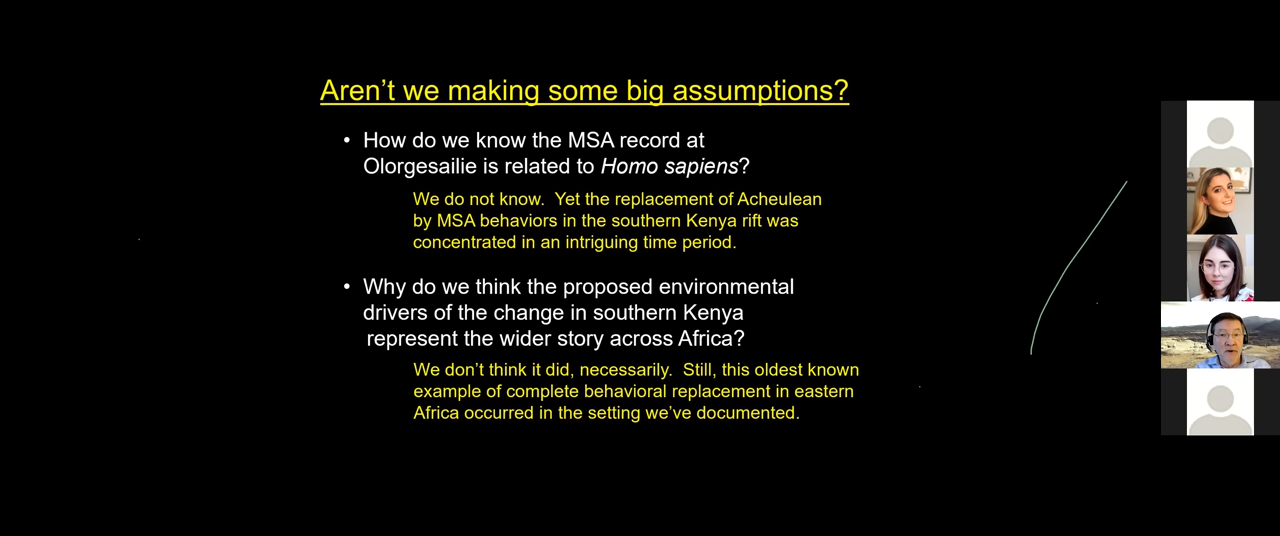 Aren’t we making some big assumptions?
• How do we know the MSA record at
Olorgesailie is related to Homo sapiens?
We do not know. Yet the replacement of Acheulean
by MSA behaviors in the southern Kenya rift was
concentrated in an intriguing time period.
• Why do we think the proposed environmental
drivers of the change in southern Kenya
represent the wider story across Africa?
We don’t think it did, necessarily. Still, this oldest known
example of complete behavioral replacement in eastern
Africa occurred in the setting we’ve documented.